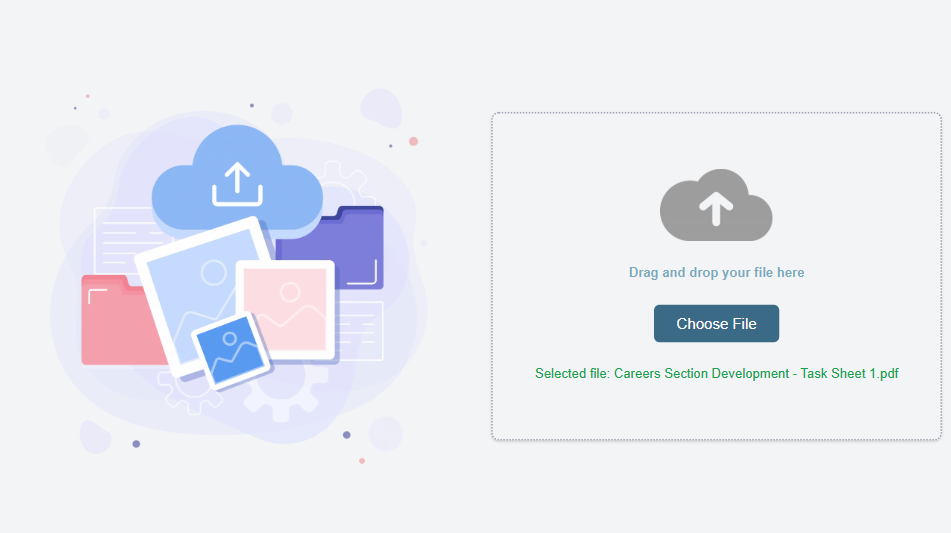 Drag and drop your file here
Choose File
Selected file: Careers Section Development - Task Sheet 1.pdf